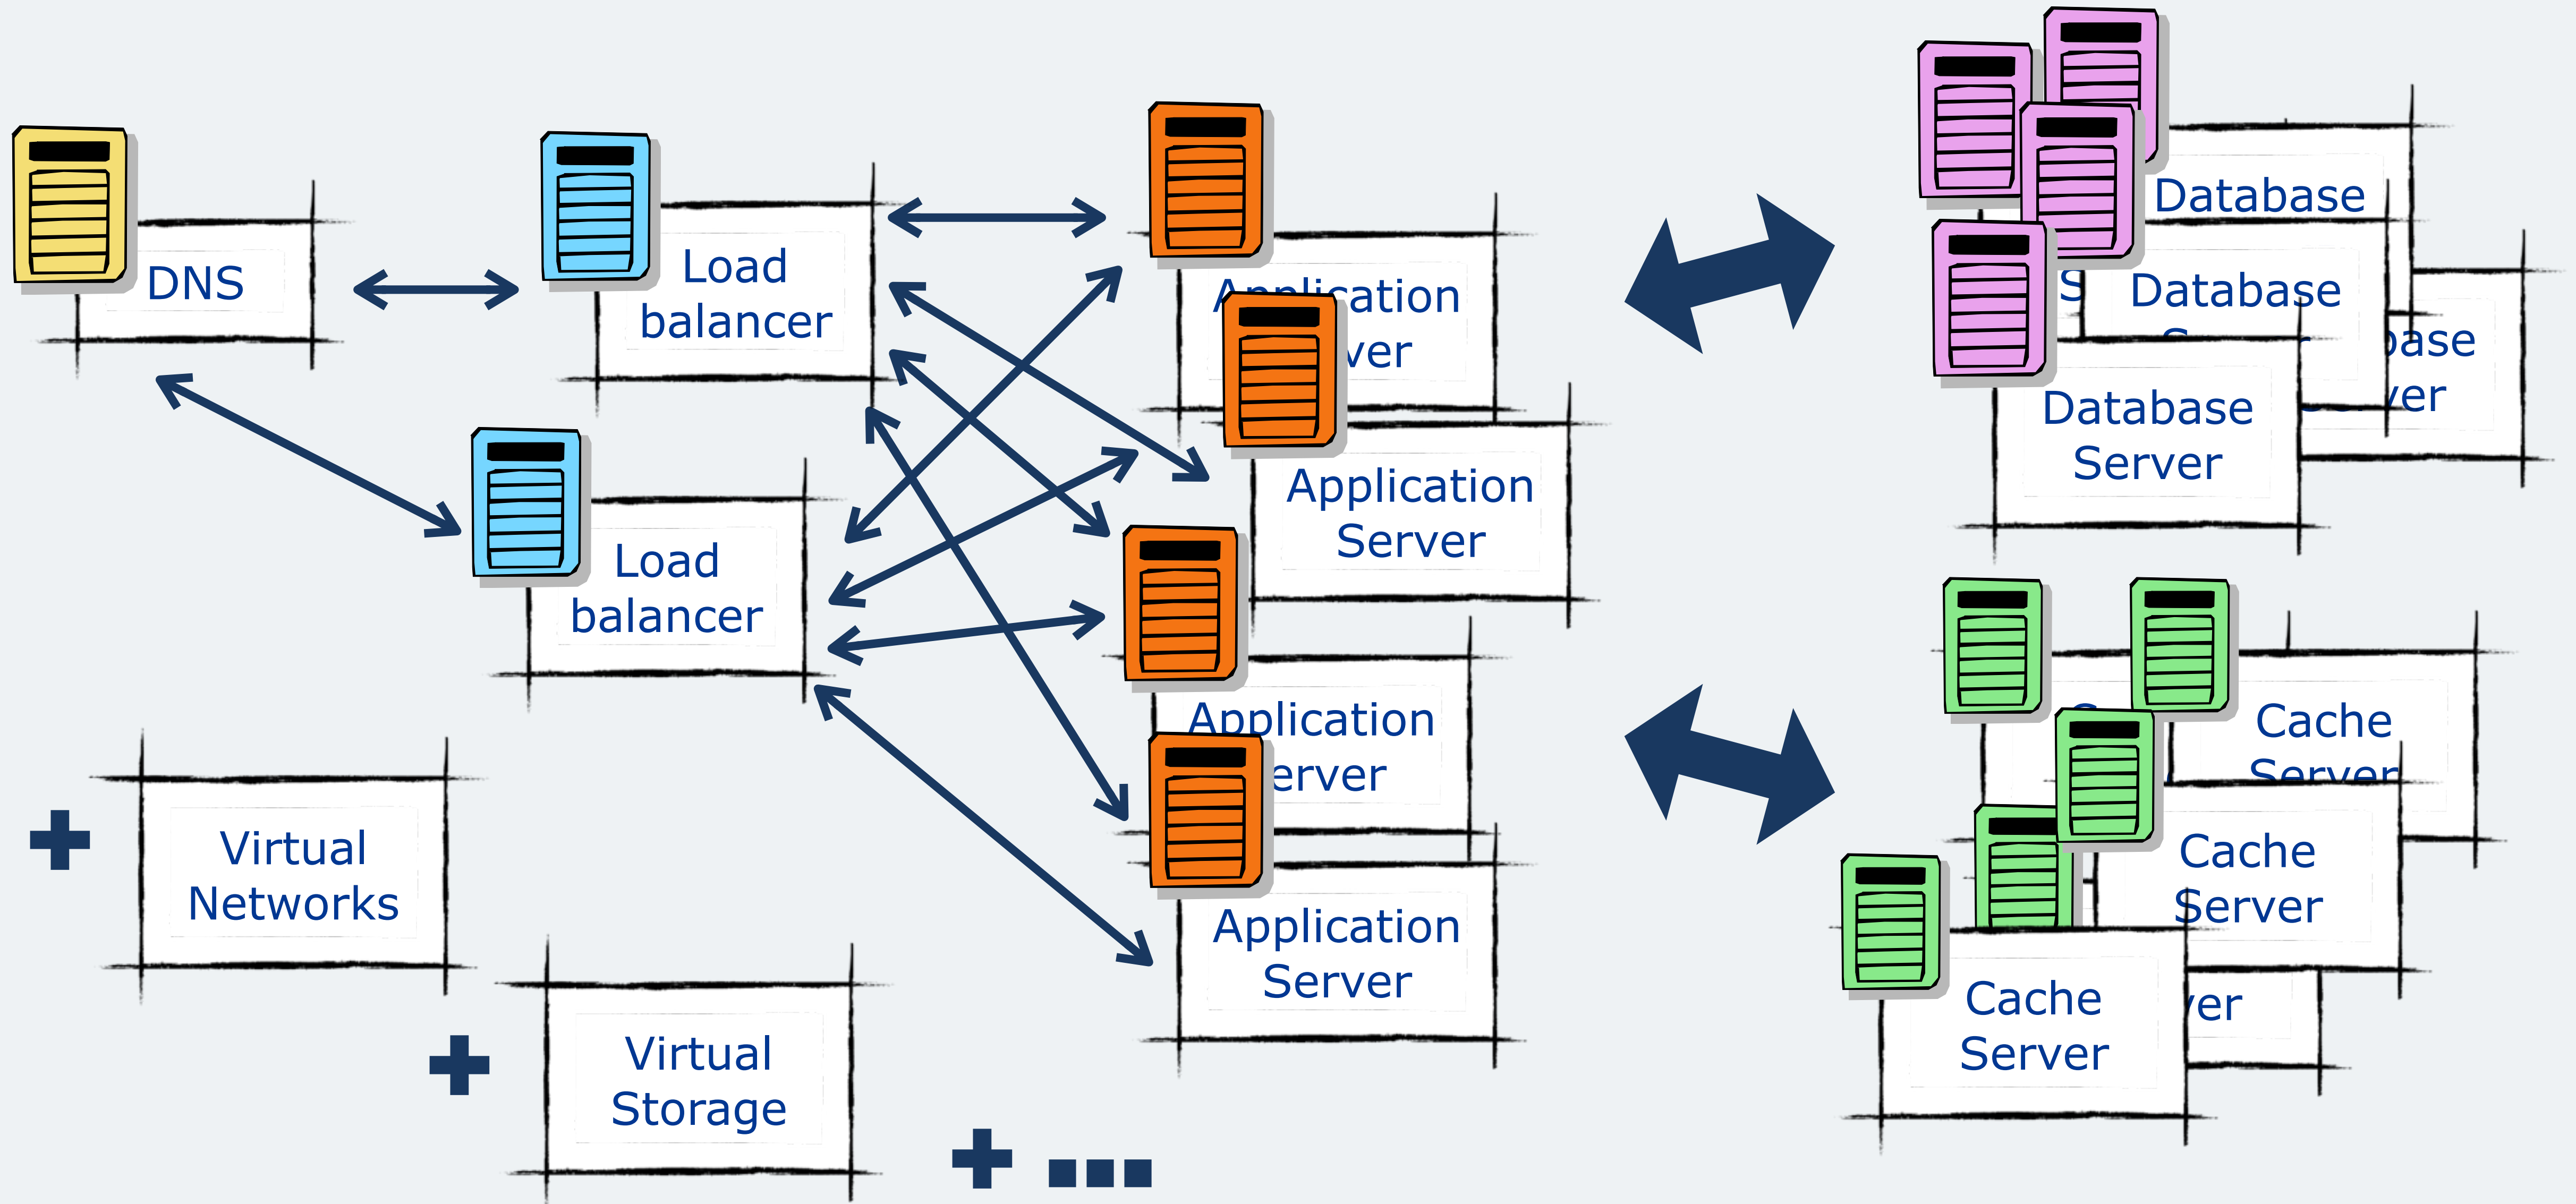 DNS
Load
balancer
Load
balancer
Application
Application
Server
Application
Server
Database
Database
Database
Server
Cache
Server
Cache
Server
Cache
Server
Virtual
Networks
Virtual
Storage
Application
Server